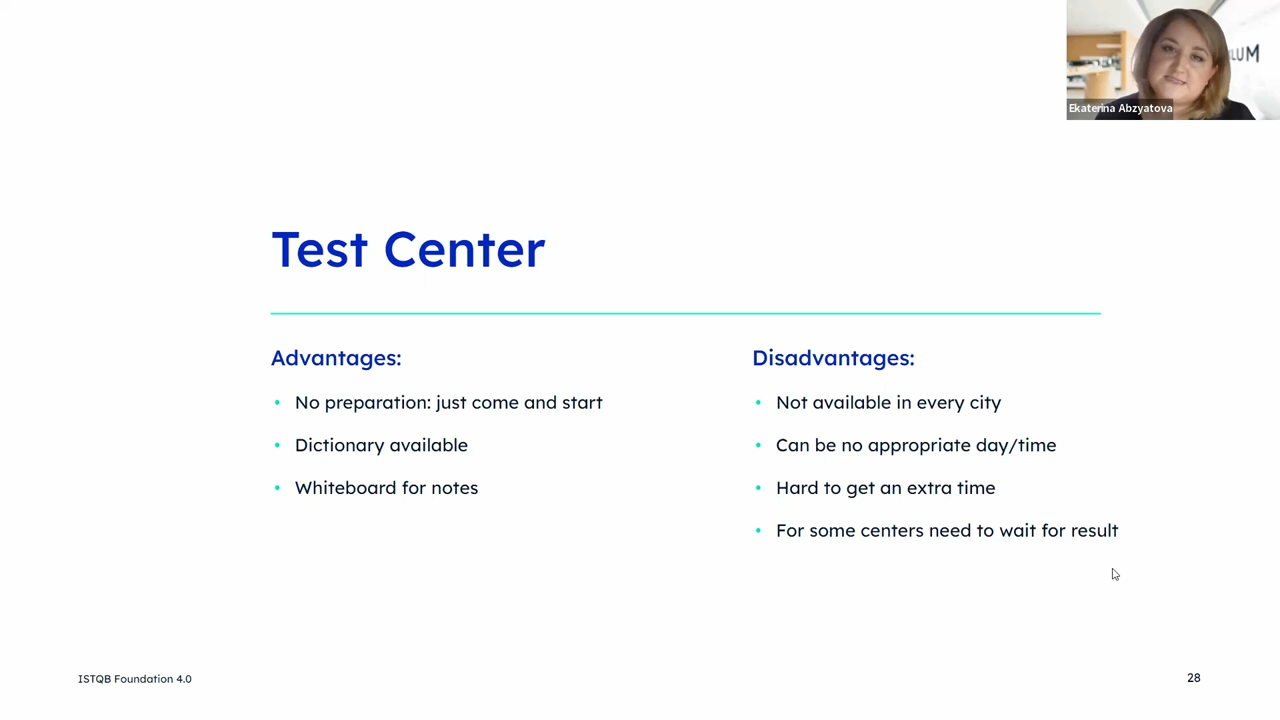 LUM
Ekaterina Abzyatova
Test Center
Advantages:
• No preparation: just come and start
• Dictionary available
• Whiteboard for notes
Disadvantages:
• Not available in every city
• Can be no appropriate day/time
• Hard to get an extra time
• For some centers need to wait for result
ISTQB Foundation 4.0
28